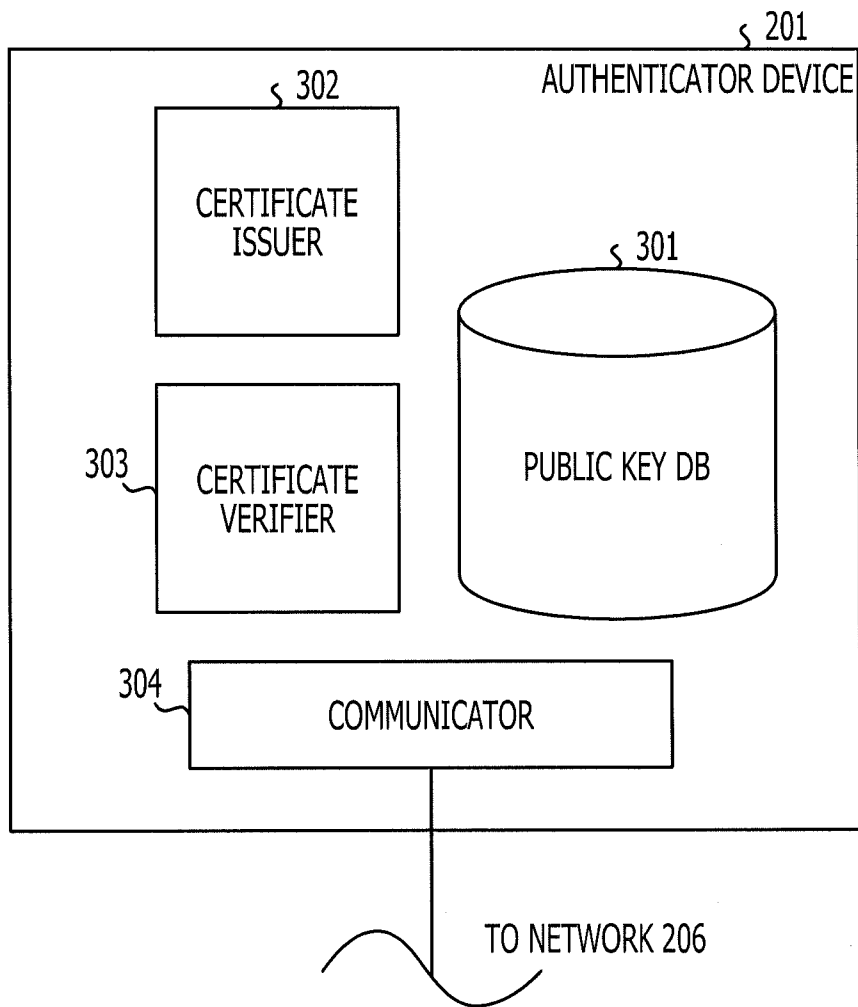 201
AUTHENTICATOR DEVICE
302
CERTIFICATE
ISSUER
301
PUBLIC KEY DB
303
CERTIFICATE
VERIFIER
304
COMMUNICATOR
TO NETWORK 206